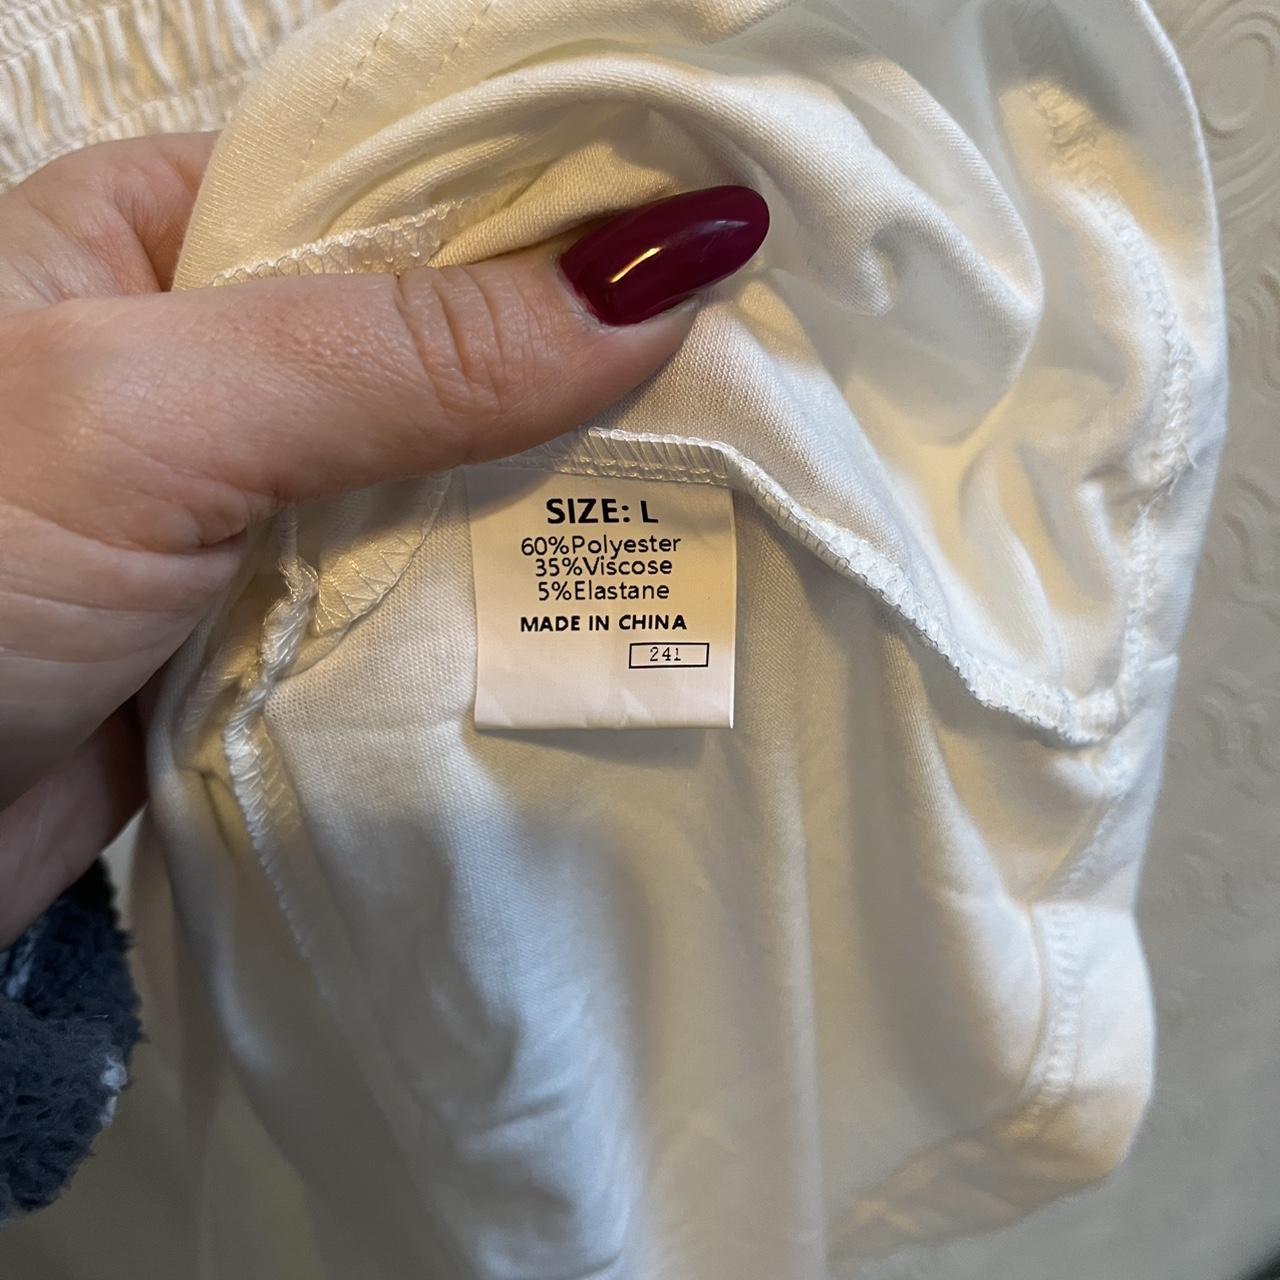 SIZE: L
60%Polyester
35%Viscose
5%Elastane
MADE IN CHINA
241